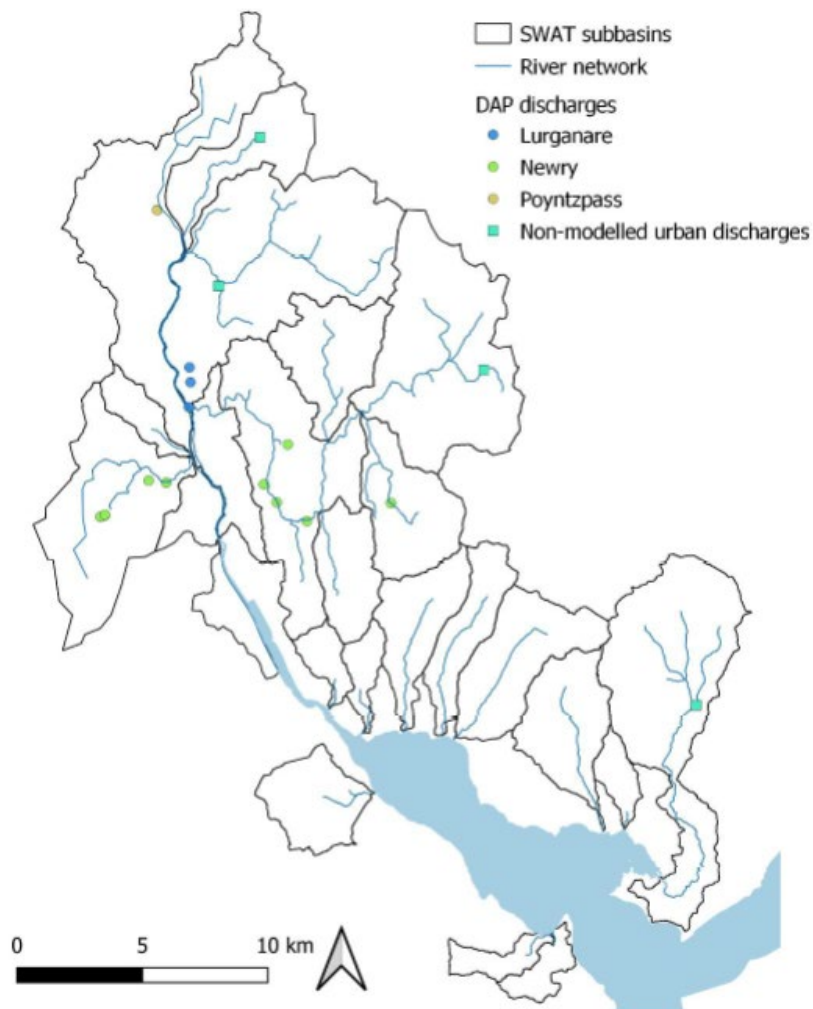 SWAT subbasins
River network
DAP discharges
Lurganare
Newry
Poyntzpass
Non-modelled urban discharges
0 5 10 km